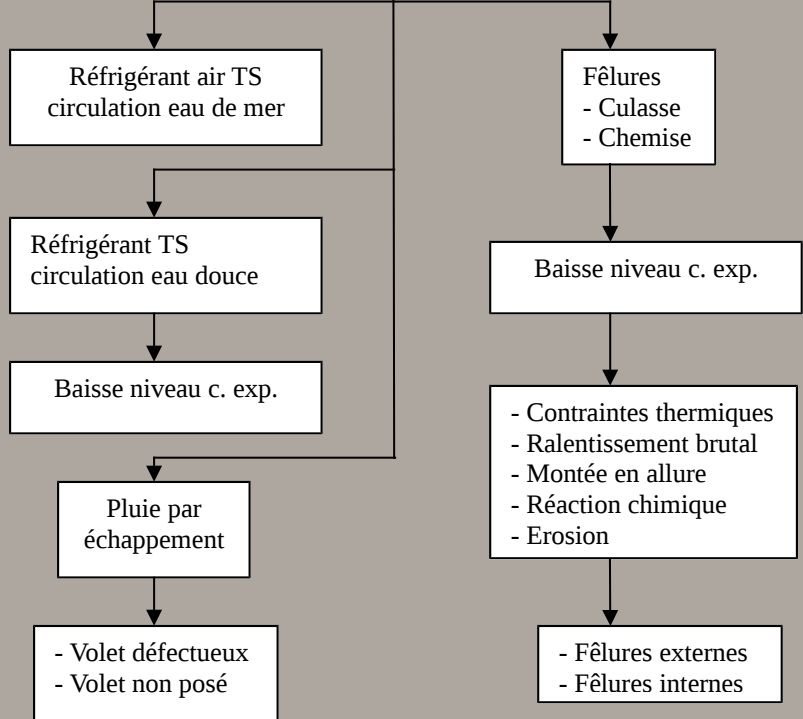 Réfrigérant air TS
circulation eau de mer
Réfrigérant TS
circulation eau douce
Baisse niveau c. exp.
Pluie par
échappement
- Volet défectueux
- Volet non posé
Fêlures
- Culasse
- Chemise
Baisse niveau c. exp.
- Contraintes thermiques
- Ralentissement brutal
- Montée en allure
- Réaction chimique
- Erosion
- Fêlures externes
- Fêlures internes